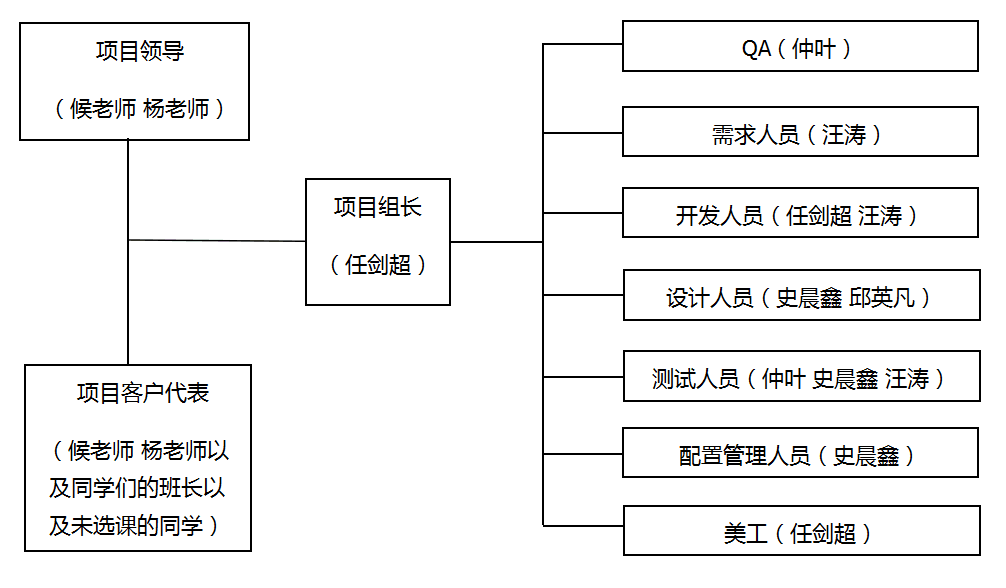 项目领导
（候老师 杨老师）
项目组长
（任剑超）
项目客户代表
（候老师 杨老师以
及同学们的班长以
及未选课的同学）
QA（仲叶）
需求人员（汪涛）
开发人员（任剑超 汪涛）
设计人员（史晨鑫 邱英凡）
测试人员（仲叶 史晨鑫 汪涛）
配置管理人员（史晨鑫）
美工（任剑超）